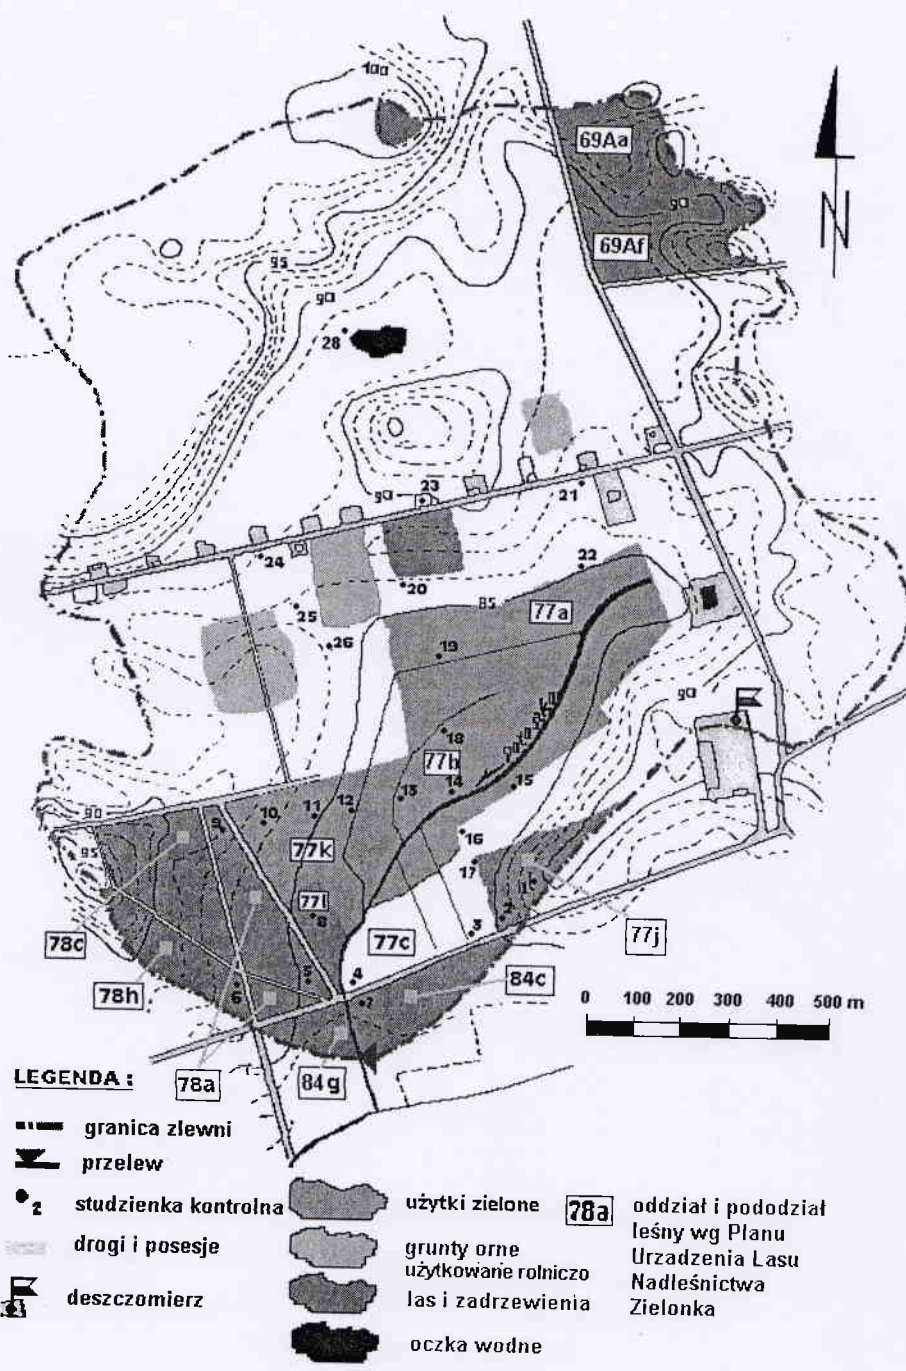 100
69Aa
N
90
69Af
95
90
28
90
23
21
24
22
20
85
77a
25
26
19
90
18
77h
14
15
90
9
10
11
12
13
16
77k
95
17
1
77l
8
2
3
77c
77j
78c
5
4
78h
6
7
84c
0 100 200 300 400 500 m
78a
84g
LEGENDA :
granica zlewni
przelew
2 studzienka kontrolna
drogi i posesje
deszczomierz
użytki zielone
grunty orne
użytkowane rolniczo
las i zadrzewienia
oczka wodne
78a oddział i pododział
leśny wg Planu
Urzadzenia Lasu
Nadleśnictwa
Zielonka